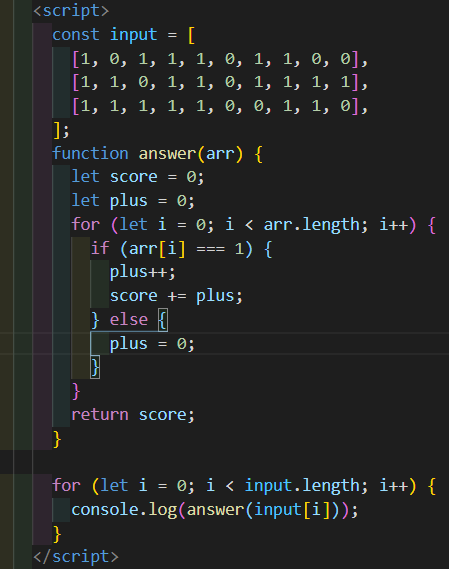 <script>
const input = [
[1, 0, 1, 1, 1, 0, 1, 1, 0, 0],
[1, 1, 0, 1, 1, 0, 1, 1, 1, 1],
[1, 1, 1, 1, 1, 0, 0, 1, 1, 0],
];
function answer(arr) {
let score = 0;
let plus = 0;
for (let i = 0; i < arr.length; i++) {
if (arr[i] === 1) {
plus++;
score += plus;
} else {
plus = 0;
}
}
return score;
}
for (let i = 0; i < input.length; i++) {
console.log(answer(input[i]));
}
</script>